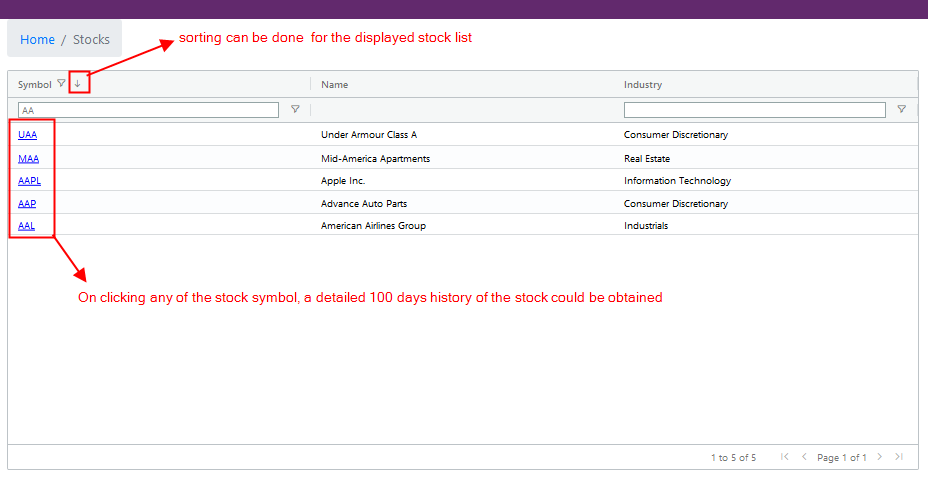 Home / Stocks
sorting can be done for the displayed stock list
Symbol Name Industry
AA
UAA Under Armour Class A Consumer Discretionary
MAA Mid-America Apartments Real Estate
AAPL Apple Inc. Information Technology
AAP Advance Auto Parts Consumer Discretionary
AAL American Airlines Group Industrials
On clicking any of the stock symbol, a detailed 100 days history of the stock could be obtained
1 to 5 of 5 Page 1 of 1